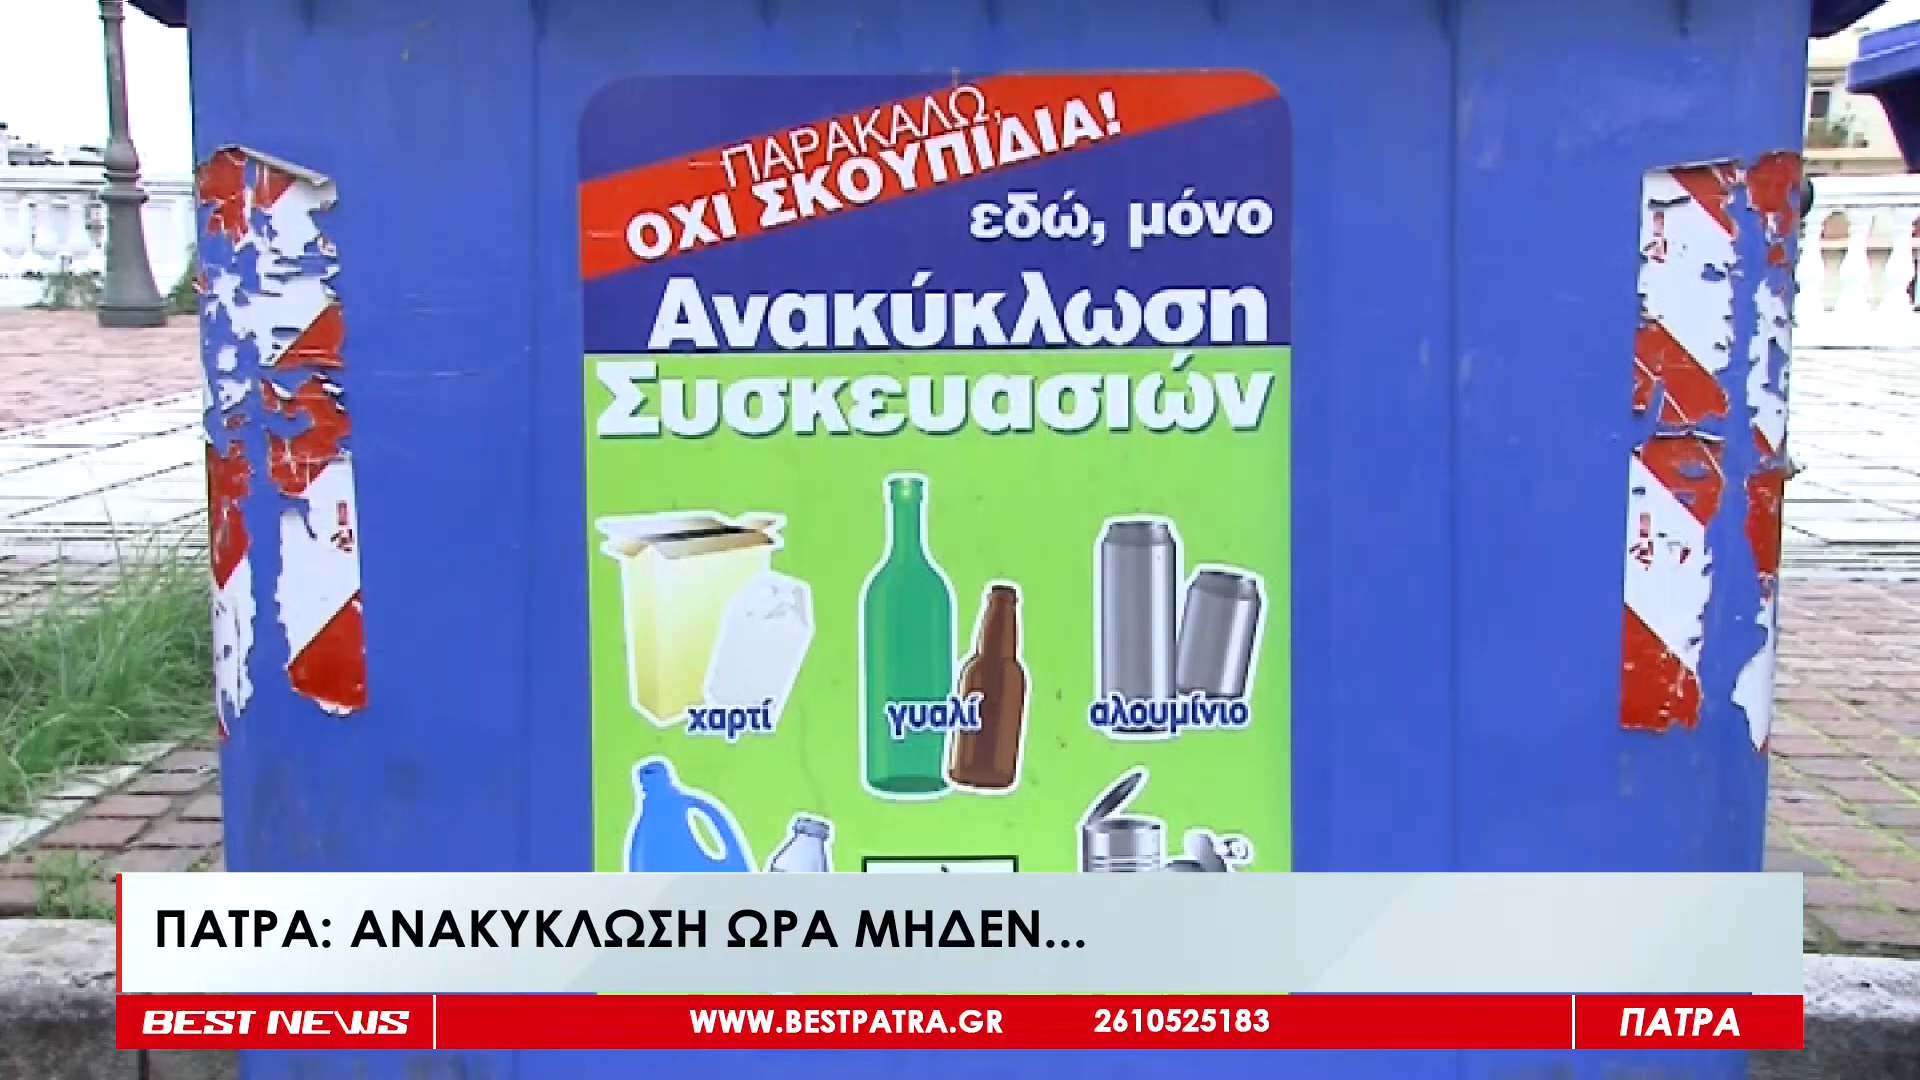 ΠΑΡΑΚΑΛΩ,
ΟΧΙ ΣΚΟΥΠΙΔΙΑ!
εδώ, μόνο
Ανακύκλωση
Συσκευασιών
χαρτί
γυαλί
αλουμίνιο
ΠΑΤΡΑ: ΑΝΑΚΥΚΛΩΣΗ ΩΡΑ ΜΗΔΕΝ...
BEST NEWS
WWW.BESTPATRA.GR
2610525183
ΠΑΤΡΑ